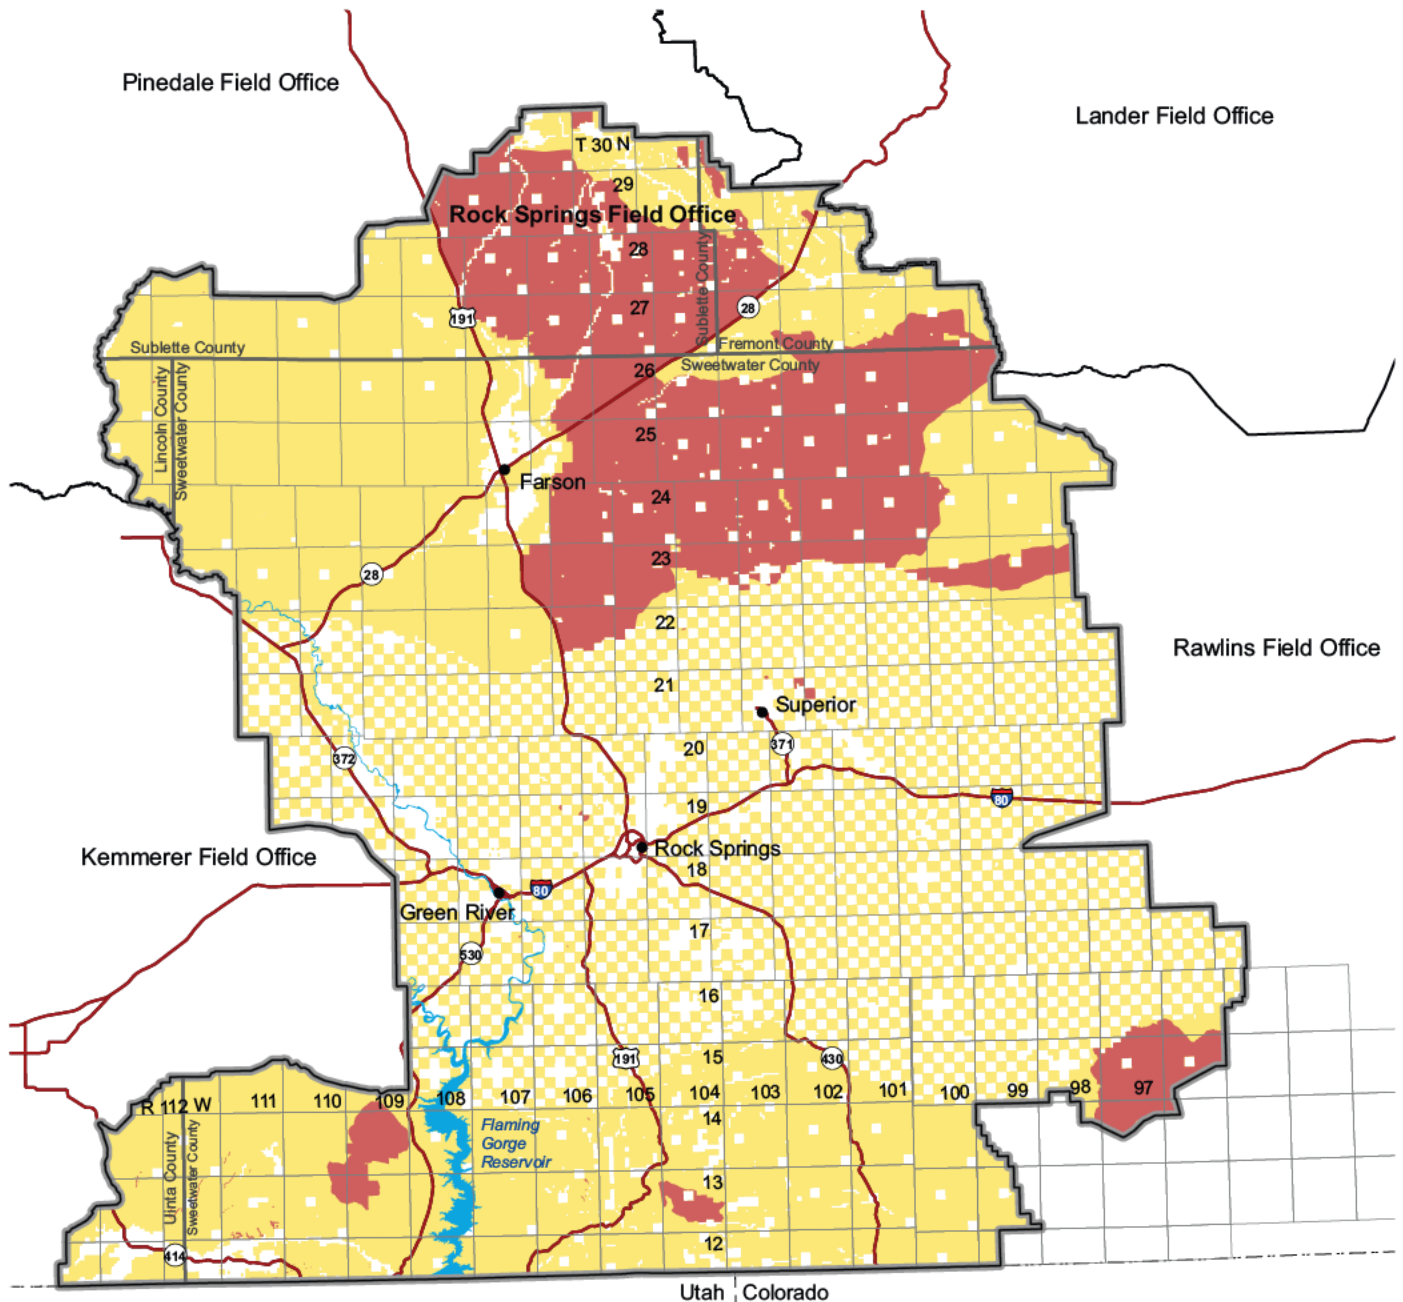 Pinedale Field Office
Lander Field Office
T 30 N
29
Rock Springs Field Office
28
Sublette County
27
28
191
Sublette County
Fremont County
Sweetwater County
26
Lincoln County
Sweetwater County
25
Farson
24
23
28
22
Rawlins Field Office
21
Superior
371
20
372
19
80
Rock Springs
Kemmerer Field Office
18
80
Green River
17
530
16
15
191
430
R 112 W
111
110
109
108
107
106
105
104
103
102
101
100
99
98
97
14
Flaming
Gorge
Reservoir
Uinta County
Sweetwater County
13
12
414
Utah
Colorado